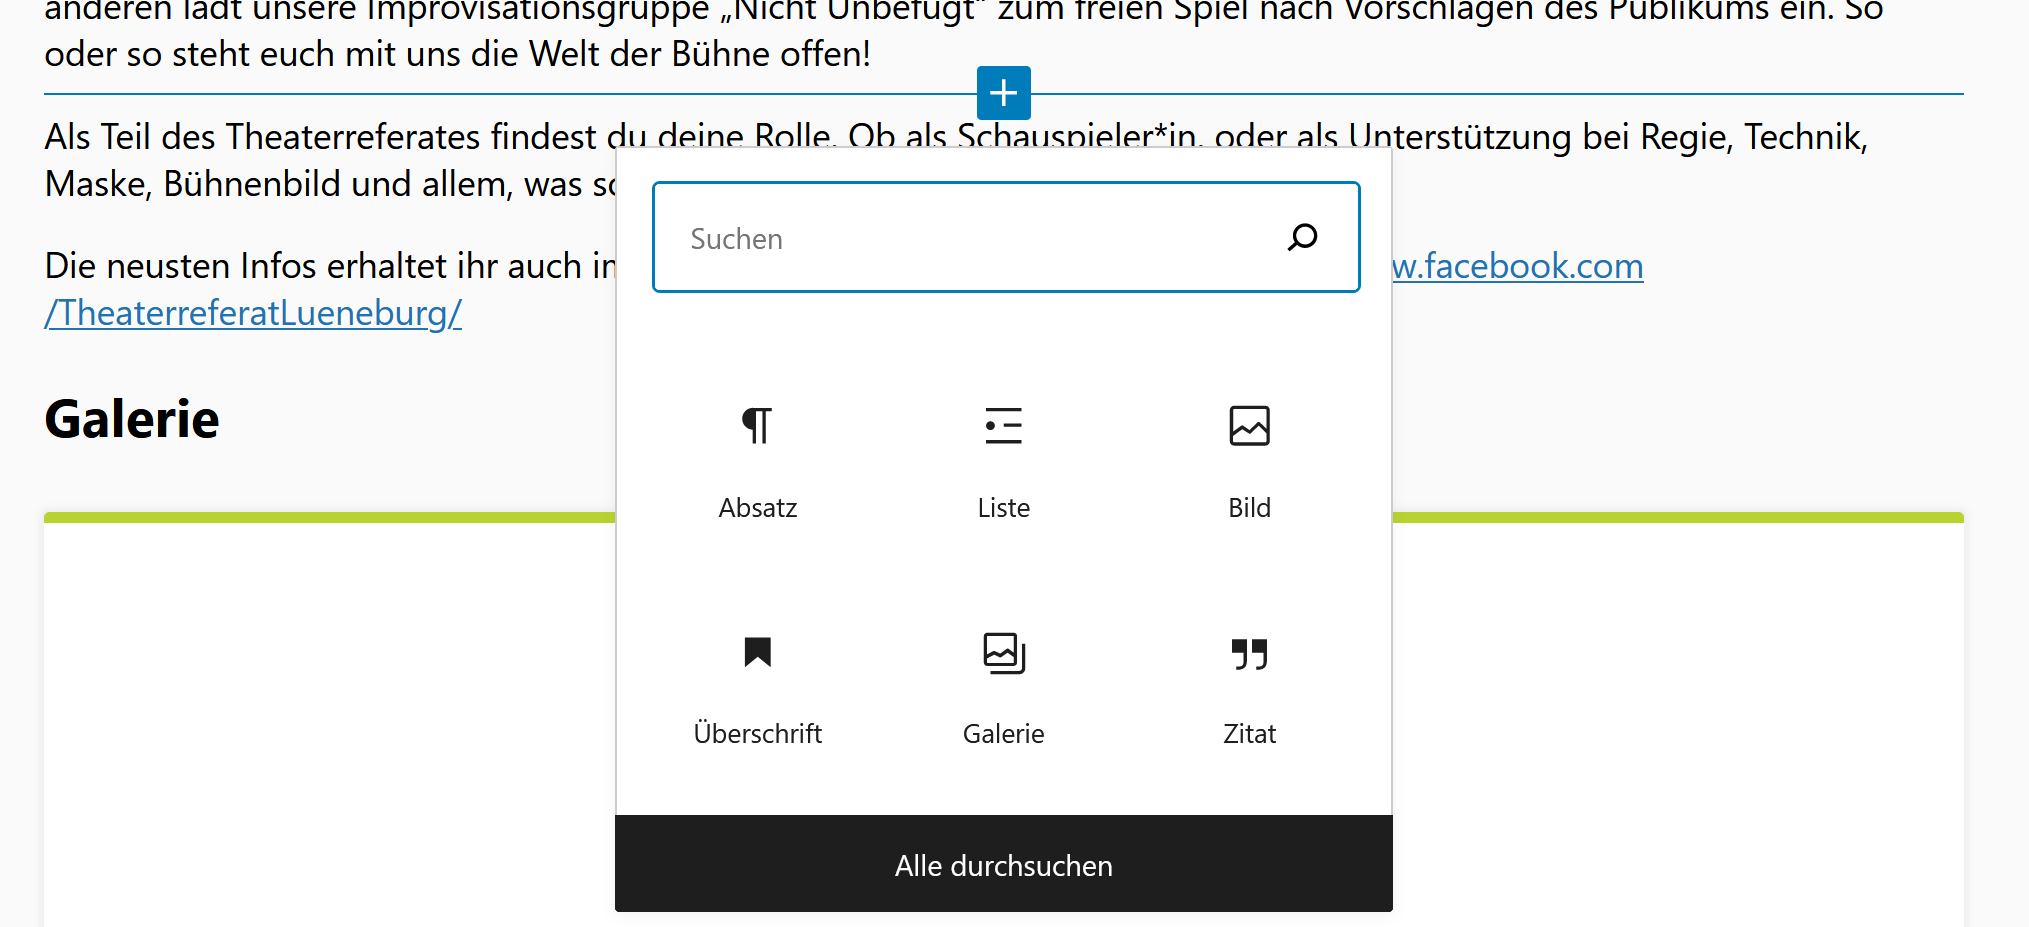 anderen lädt unsere Improvisationsgruppe „Nicht Unbefugt“ zum freien Spiel nach Vorschlägen des Publikums ein. So
oder so steht euch mit uns die Welt der Bühne offen!
Als Teil des Theaterreferates findest du deine Rolle. Ob als Schauspieler*in, oder als Unterstützung bei Regie, Technik,
Maske, Bühnenbild und allem, was
Die neusten Infos erhaltet ihr auch
w.facebook.com
/TheaterreferatLueneburg/
Galerie
Suchen
Absatz
Liste
Bild
Überschrift
Galerie
Zitat
Alle durchsuchen